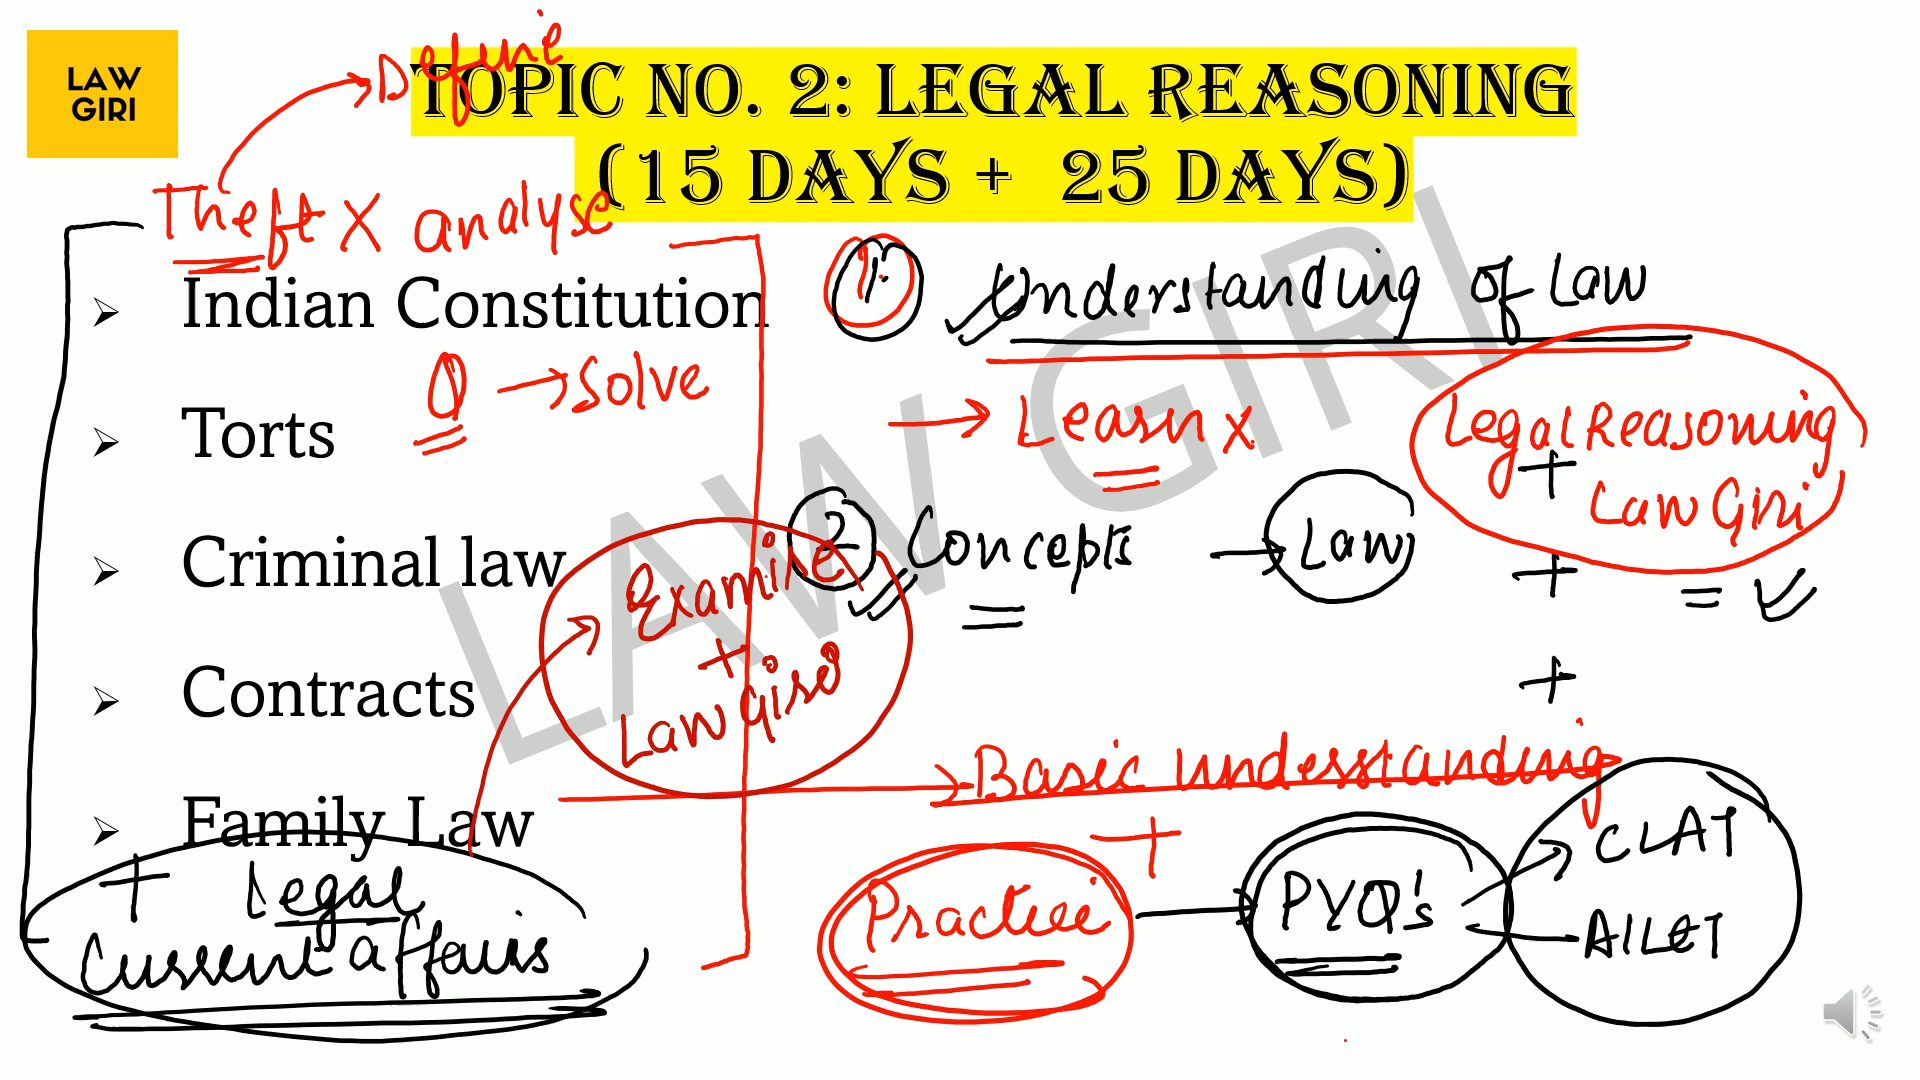 LAW
GIRI
Define
TOPIC NO. 2: LEGAL REASONING
(15 DAYS + 25 DAYS)
Theft X analyse
Indian Constitution
Q → Solve
Torts
Criminal law
Contracts
Family Law
+ Legal
Current affairs
1. Understanding of Law
→ Learn x
Legal Reasoning
+ Law Giri
2 Concepts → Law
+
=
+
Examine
+
Law Giri
LAW GIRI
→ Basic understanding
+
Practice → PYQ's
CLAT
AILET